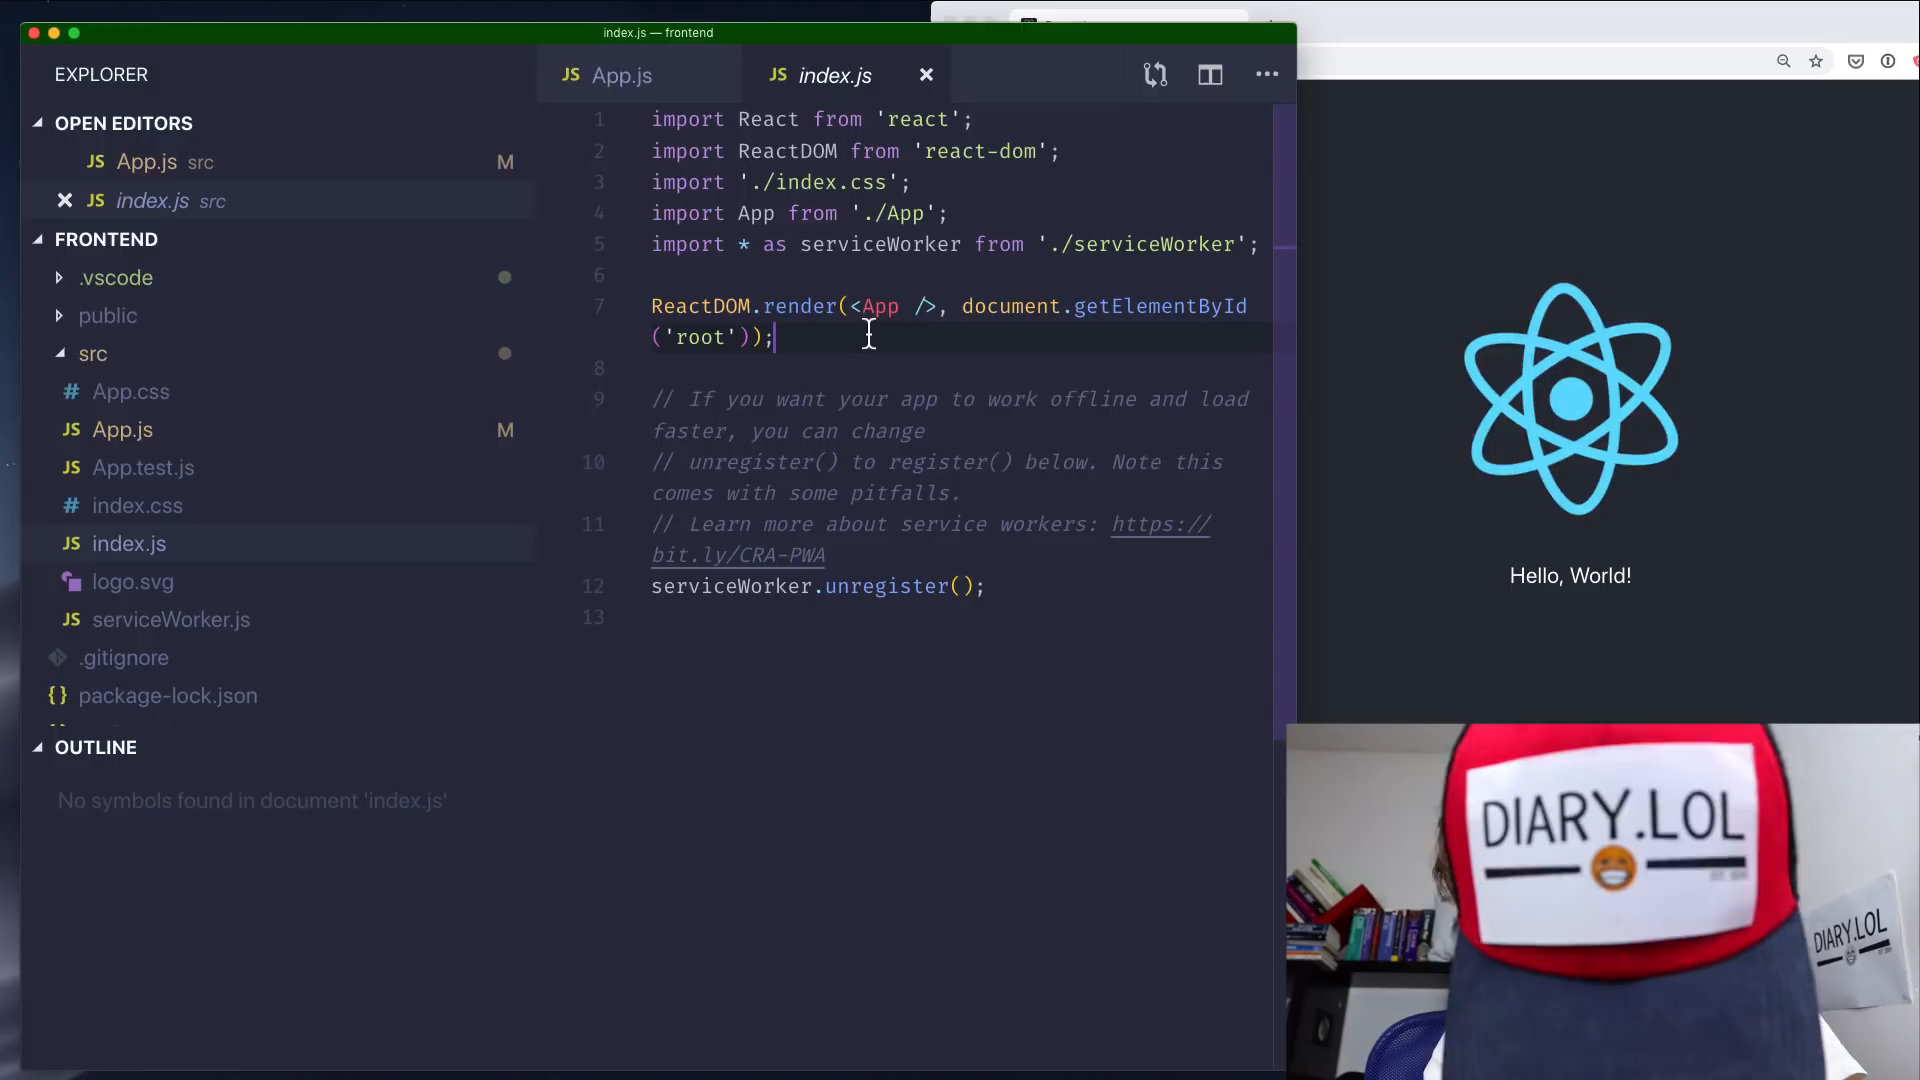 index.js — frontend
EXPLORER
OPEN EDITORS
JS App.js src M
JS index.js src
FRONTEND
.vscode
public
src
# App.css
JS App.js M
JS App.test.js
# index.css
JS index.js
logo.svg
JS serviceWorker.js
.gitignore
{} package-lock.json
OUTLINE
No symbols found in document 'index.js'
JS App.js
JS index.js
1 import React from 'react';
2 import ReactDOM from 'react-dom';
3 import './index.css';
4 import App from './App';
5 import * as serviceWorker from './serviceWorker';
6
7 ReactDOM.render(<App />, document.getElementById
('root'));
8
9 // If you want your app to work offline and load
faster, you can change
10 // unregister() to register() below. Note this
comes with some pitfalls.
11 // Learn more about service workers: https://
bit.ly/CRA-PWA
12 serviceWorker.unregister();
13
Hello, World!
DIARY.LOL
DIARY.LOL